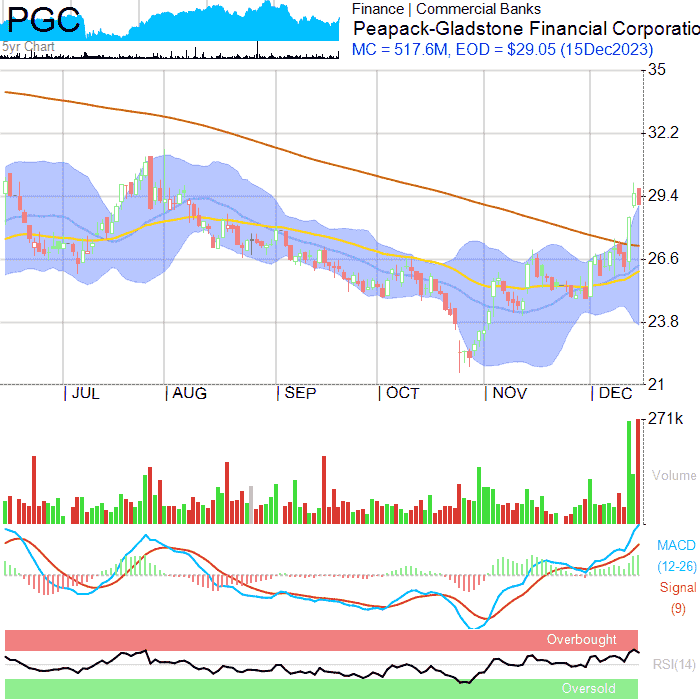 PGC
5yr Chart
Finance | Commercial Banks
Peapack-Gladstone Financial Corporatio
MC = 517.6M, EOD = $29.05 (15Dec2023)
35
32.2
29.4
26.6
23.8
21
JUL
AUG
SEP
OCT
NOV
DEC
271k
Volume
MACD
(12-26)
Signal
(9)
Overbought
RSI(14)
Oversold